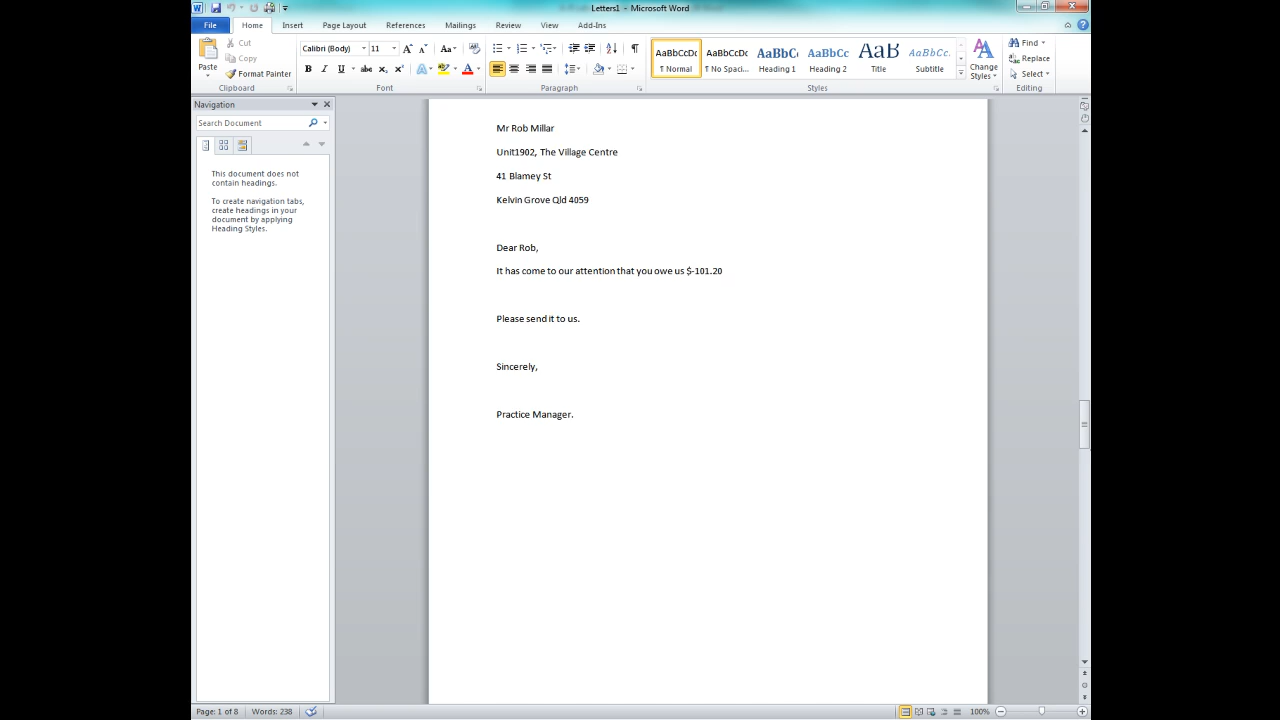 Letters1 - Microsoft Word
File Home Insert Page Layout References Mailings Review View Add-Ins
Paste
Cut
Copy
Format Painter
Clipboard
Calibri (Body) 11
Font
Paragraph
AaBbCcDc AaBbCcDc AaBbC AaBbCc AaB AaBbCc.
¶ Normal ¶ No Spaci... Heading 1 Heading 2 Title Subtitle
Change Styles
Styles
Find
Replace
Select
Editing
Navigation
Search Document
This document does not
contain headings.
To create navigation tabs,
create headings in your
document by applying
Heading Styles.
Mr Rob Millar
Unit1902, The Village Centre
41 Blamey St
Kelvin Grove Qld 4059
Dear Rob,
It has come to our attention that you owe us $-101.20
Please send it to us.
Sincerely,
Practice Manager.
Page: 1 of 8 Words: 238
100%